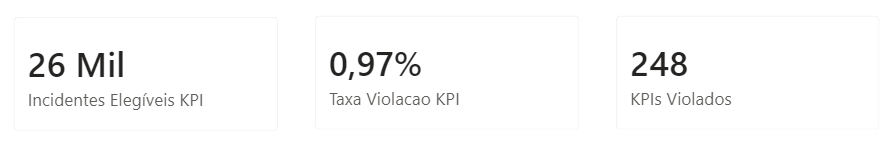 26 Mil
Incidentes Elegíveis KPI
0,97%
Taxa Violacao KPI
248
KPIs Violados